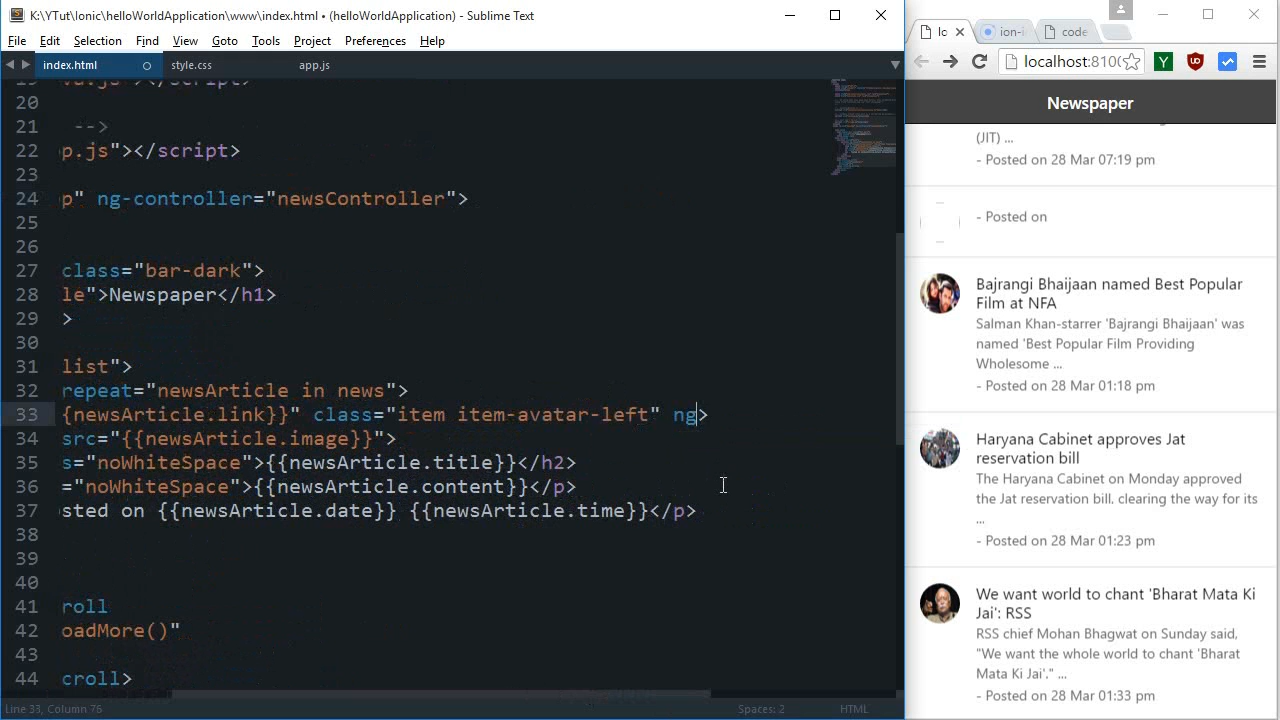 K:\YTut\Ionic\helloWorldApplication\www\index.html • (helloWorldApplication) - Sublime Text
File Edit Selection Find View Goto Tools Project Preferences Help
index.html style.css app.js
20
21 -->
22 p.js"></script>
23
24 p" ng-controller="newsController">
25
26
27 class="bar-dark">
28 le">Newspaper</h1>
29 >
30
31 list">
32 repeat="newsArticle in news">
33 {newsArticle.link}}" class="item item-avatar-left" ng>
34 src="{{newsArticle.image}}">
35 s="noWhiteSpace">{{newsArticle.title}}</h2>
36 ="noWhiteSpace">{{newsArticle.content}}</p>
37 sted on {{newsArticle.date}} {{newsArticle.time}}</p>
38
39
40
41 roll
42 oadMore()"
43
44 croll>
Line 33, Column 76 Spaces: 2 HTML
ion-i code
localhost:810
Newspaper
(JIT) ...
- Posted on 28 Mar 07:19 pm
- Posted on
Bajrangi Bhaijaan named Best Popular
Film at NFA
Salman Khan-starrer 'Bajrangi Bhaijaan' was
named 'Best Popular Film Providing
Wholesome ...
- Posted on 28 Mar 04:43 pm
Haryana Cabinet approves Jat
reservation bill
The Haryana Cabinet on Monday approved
the Jat reservation bill, clearing the way for its
...
- Posted on 28 Mar 01:23 pm
We want world to chant 'Bharat Mata Ki
Jai': RSS
RSS chief Mohan Bhagwat on Sunday said,
"We want the whole world to chant 'Bharat
Mata Ki Jai'," ...
- Posted on 28 Mar 01:33 pm